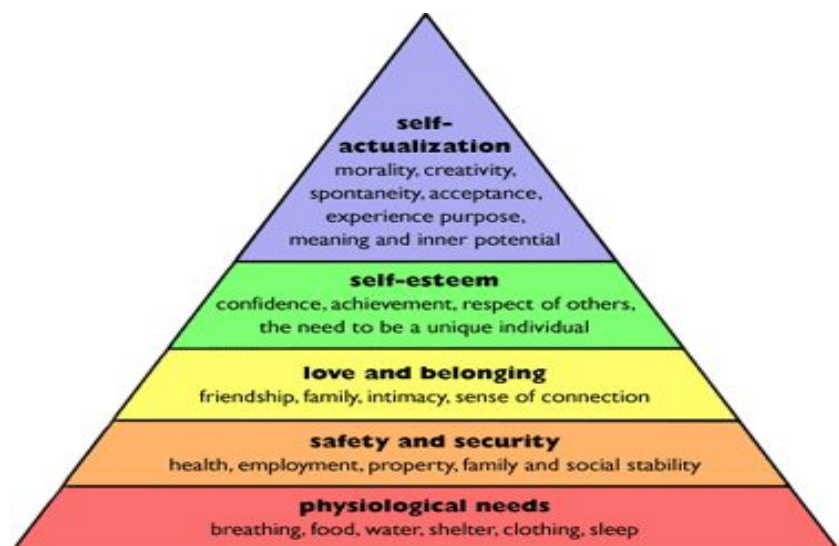 self-
actualization
morality, creativity,
spontaneity, acceptance,
experience purpose,
meaning and inner potential
self-esteem
confidence, achievement, respect of others,
the need to be a unique individual
love and belonging
friendship, family, intimacy, sense of connection
safety and security
health, employment, property, family and social stability
physiological needs
breathing, food, water, shelter, clothing, sleep